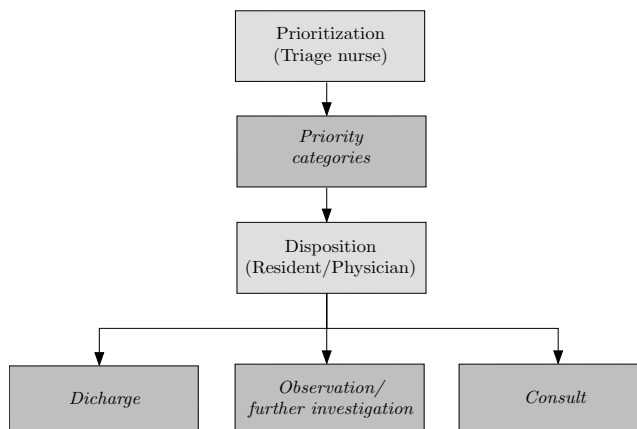 Prioritization
(Triage nurse)
Priority
categories
Disposition
(Resident/Physician)
Dicharge
Observation/
further investigation
Consult